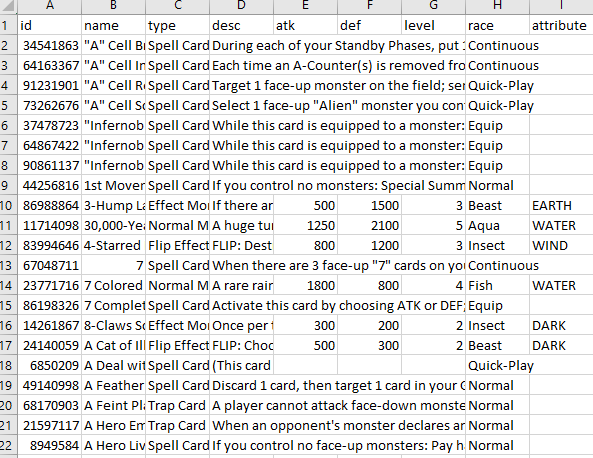 A B C D E F G H I
1 id name type desc atk def level race attribute
2 34541863 "A" Cell B Spell Card During each of your Standby Phases, put Continuous
3 64163367 "A" Cell In Spell Card Each time an A-Counter(s) is removed fro Continuous
4 91231901 "A" Cell R Spell Card Target 1 face-up monster on the field; se Quick-Play
5 73262676 "A" Cell S Spell Card Select 1 face-up "Alien" monster you con Quick-Play
6 37478723 "Infernob Spell Card While this card is equipped to a monster: Equip
7 64867422 "Infernob Spell Card While this card is equipped to a monster: Equip
8 90861137 "Infernob Spell Card While this card is equipped to a monster: Equip
9 44256816 1st Mover Spell Card If you control no monsters: Special Summ Normal
10 86988864 3-Hump La Effect Mo If there ar 500 1500 3 Beast EARTH
11 11714098 30,000-Ye Normal M A huge tu 1250 2100 5 Aqua WATER
12 83994646 4-Starred Flip Effect FLIP: Dest 800 1200 3 Insect WIND
13 67048711 7 Spell Card When there are 3 face-up "7" cards on yo Continuous
14 23771716 7 Colored Normal M A rare rair 1800 800 4 Fish WATER
15 86198326 7 Complet Spell Card Activate this card by choosing ATK or DEF; Equip
16 14261867 8-Claws Sc Effect Mo Once per t 300 200 2 Insect DARK
17 24140059 A Cat of Il Flip Effect FLIP: Choo 500 300 2 Beast DARK
18 6850209 A Deal wi Spell Card (This card Quick-Play
19 49140998 A Feather Spell Card Discard 1 card, then target 1 card in your G Normal
20 68170903 A Feint Pl Trap Card A player cannot attack face-down monste Normal
21 21597117 A Hero Em Trap Card When an opponent's monster declares an Normal
22 8949584 A Hero Liv Spell Card If you control no face-up monsters: Pay h Normal